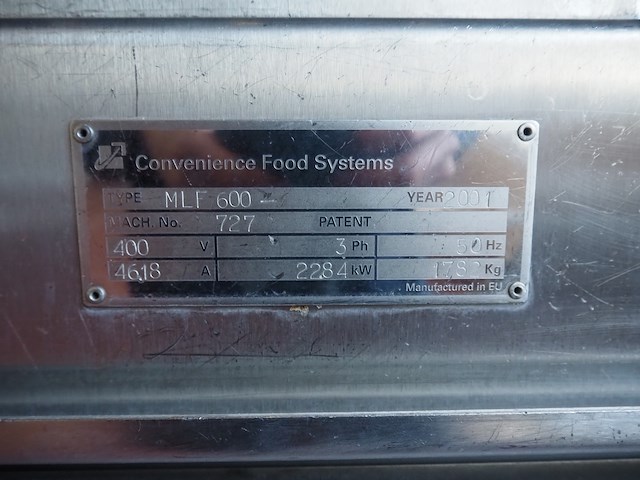 Convenience Food Systems
TYPE MLF 600 - YEAR 2001
MACH. No. 727 PATENT
400 V 3 Ph 50 Hz
4618 A 2284 kW Kg
Manufactured in EU